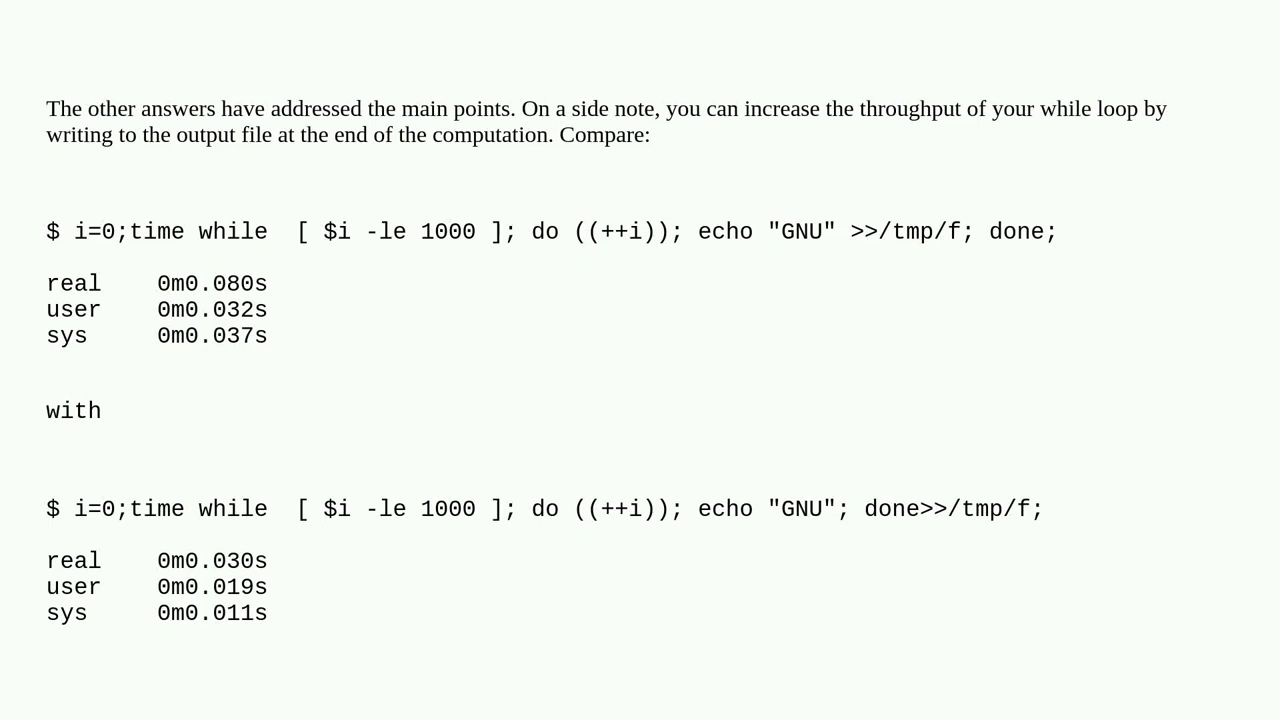 The other answers have addressed the main points. On a side note, you can increase the throughput of your while loop by
writing to the output file at the end of the computation. Compare:
$ i=0;time while  [ $i -le 1000 ]; do ((++i)); echo "GNU" >>/tmp/f; done;
real    0m0.080s
user    0m0.032s
sys     0m0.037s
with
$ i=0;time while  [ $i -le 1000 ]; do ((++i)); echo "GNU"; done>>/tmp/f;
real    0m0.030s
user    0m0.019s
sys     0m0.011s